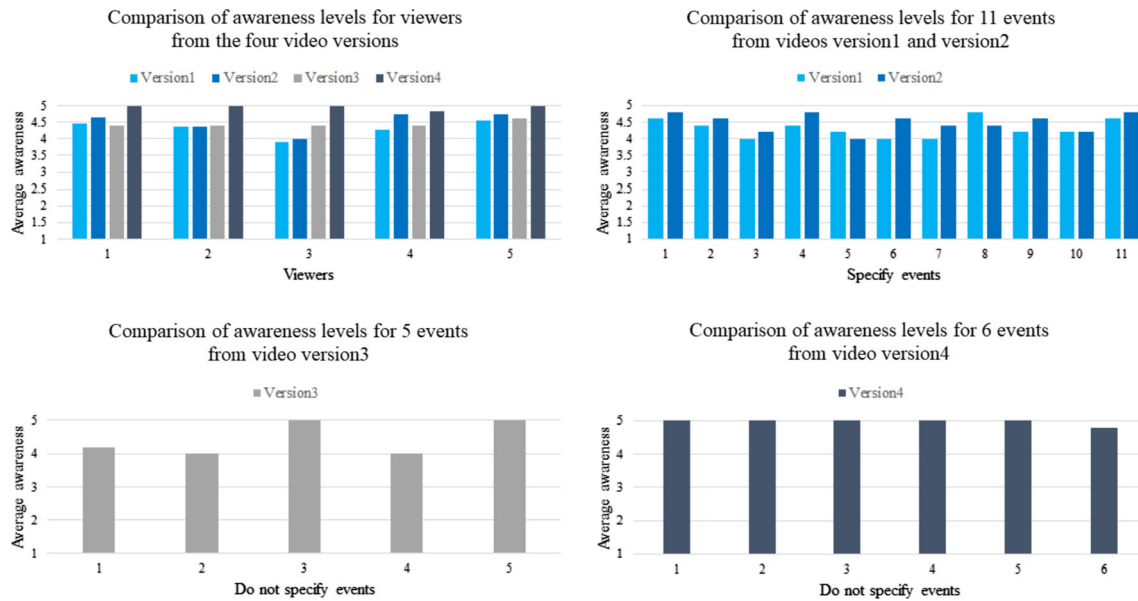 Comparison of awareness levels for viewers
from the four video versions
Version1 Version2 Version3 Version4
Average awareness
5
4.5
4
3.5
3
2.5
2
1.5
1
1 2 3 4 5
Viewers
Comparison of awareness levels for 11 events
from videos version1 and version2
Version1 Version2
Average awareness
5
4.5
4
3.5
3
2.5
2
1.5
1
1 2 3 4 5 6 7 8 9 10 11
Specify events
Comparison of awareness levels for 5 events
from video version3
Version3
Average awareness
5
4
3
2
1
1 2 3 4 5
Do not specify events
Comparison of awareness levels for 6 events
from video version4
Version4
Average awareness
5
4
3
2
1
1 2 3 4 5 6
Do not specify events